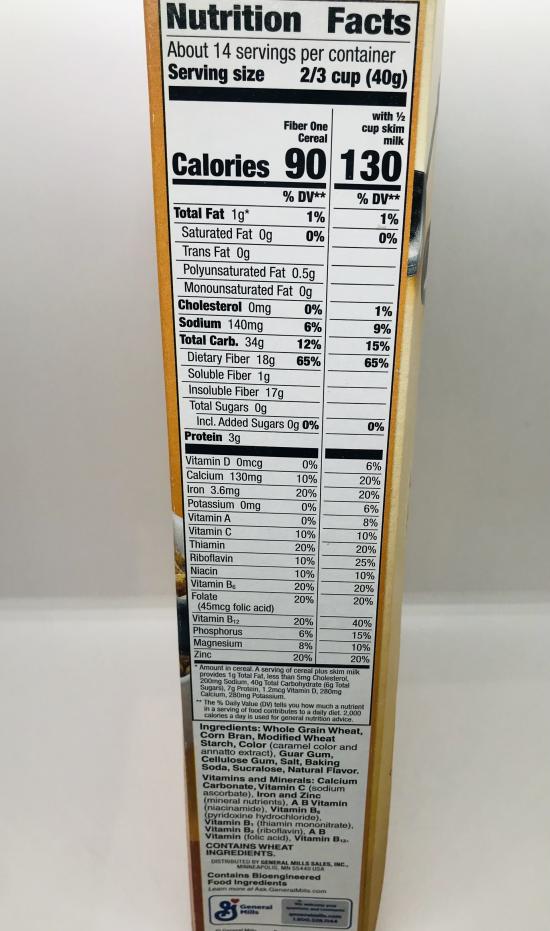 Nutrition Facts
About 14 servings per container
Serving size 2/3 cup (40g)
Fiber One Cereal
with ½ cup skim milk
Calories 90 130
% DV** % DV**
Total Fat 1g* 1% 1%
Saturated Fat 0g 0% 0%
Trans Fat 0g
Polyunsaturated Fat 0.5g
Monounsaturated Fat 0g
Cholesterol 0mg 0% 1%
Sodium 140mg 6% 9%
Total Carb. 34g 12% 15%
Dietary Fiber 18g 65% 65%
Soluble Fiber 1g
Insoluble Fiber 17g
Total Sugars 0g
Incl. Added Sugars 0g 0% 0%
Protein 3g
Vitamin D 0mcg 0% 6%
Calcium 130mg 10% 20%
Iron 3.6mg 20% 20%
Potassium 0mg 0% 6%
Vitamin A 0% 8%
Vitamin C 10% 10%
Thiamin 20% 20%
Riboflavin 10% 25%
Niacin 10% 10%
Vitamin B₆ 20% 20%
Folate 20% 20%
(45mcg folic acid)
Vitamin B₁₂ 20% 40%
Phosphorus 6% 15%
Magnesium 8% 10%
Zinc 20% 20%
* Amount in cereal. A serving of cereal plus skim milk
provides 1g Total Fat, less than 5mg Cholesterol,
200mg Sodium, 40g Total Carbohydrate (6g Total
Sugars), 7g Protein, 1.2mcg Vitamin D, 280mg
Calcium, 280mg Potassium.
** The % Daily Value (DV) tells you how much a nutrient
in a serving of food contributes to a daily diet. 2,000
calories a day is used for general nutrition advice.
Ingredients: Whole Grain Wheat,
Corn Bran, Modified Wheat
Starch, Color (caramel color and
annatto extract), Guar Gum,
Cellulose Gum, Salt, Baking
Soda, Sucralose, Natural Flavor.
Vitamins and Minerals: Calcium
Carbonate, Vitamin C (sodium
ascorbate), Iron and Zinc
(mineral nutrients), A B Vitamin
(niacinamide), Vitamin B₆
(pyridoxine hydrochloride),
Vitamin B₁ (thiamin mononitrate),
Vitamin B₂ (riboflavin), A B
Vitamin (folic acid), Vitamin B₁₂.
CONTAINS WHEAT
INGREDIENTS.
DISTRIBUTED BY GENERAL MILLS SALES, INC.,
MINNEAPOLIS, MN 55440 USA
Contains Bioengineered
Food Ingredients
Learn more at Ask.GeneralMills.com
General
Mills
We welcome your
questions and comments
generalmills.com
1.800.328.1144